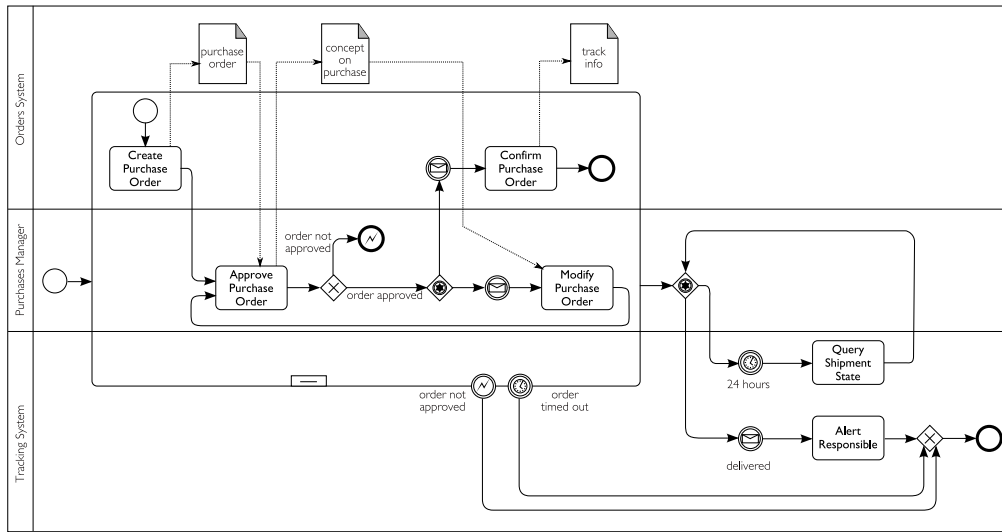 Orders System
purchase
order
concept
on
purchase
track
info
Create
Purchase
Order
Confirm
Purchase
Order
Purchases Manager
order not
approved
Approve
Purchase
Order
order approved
Modify
Purchase
Order
Tracking System
24 hours
Query
Shipment
State
order not
approved
order
timed out
delivered
Alert
Responsible